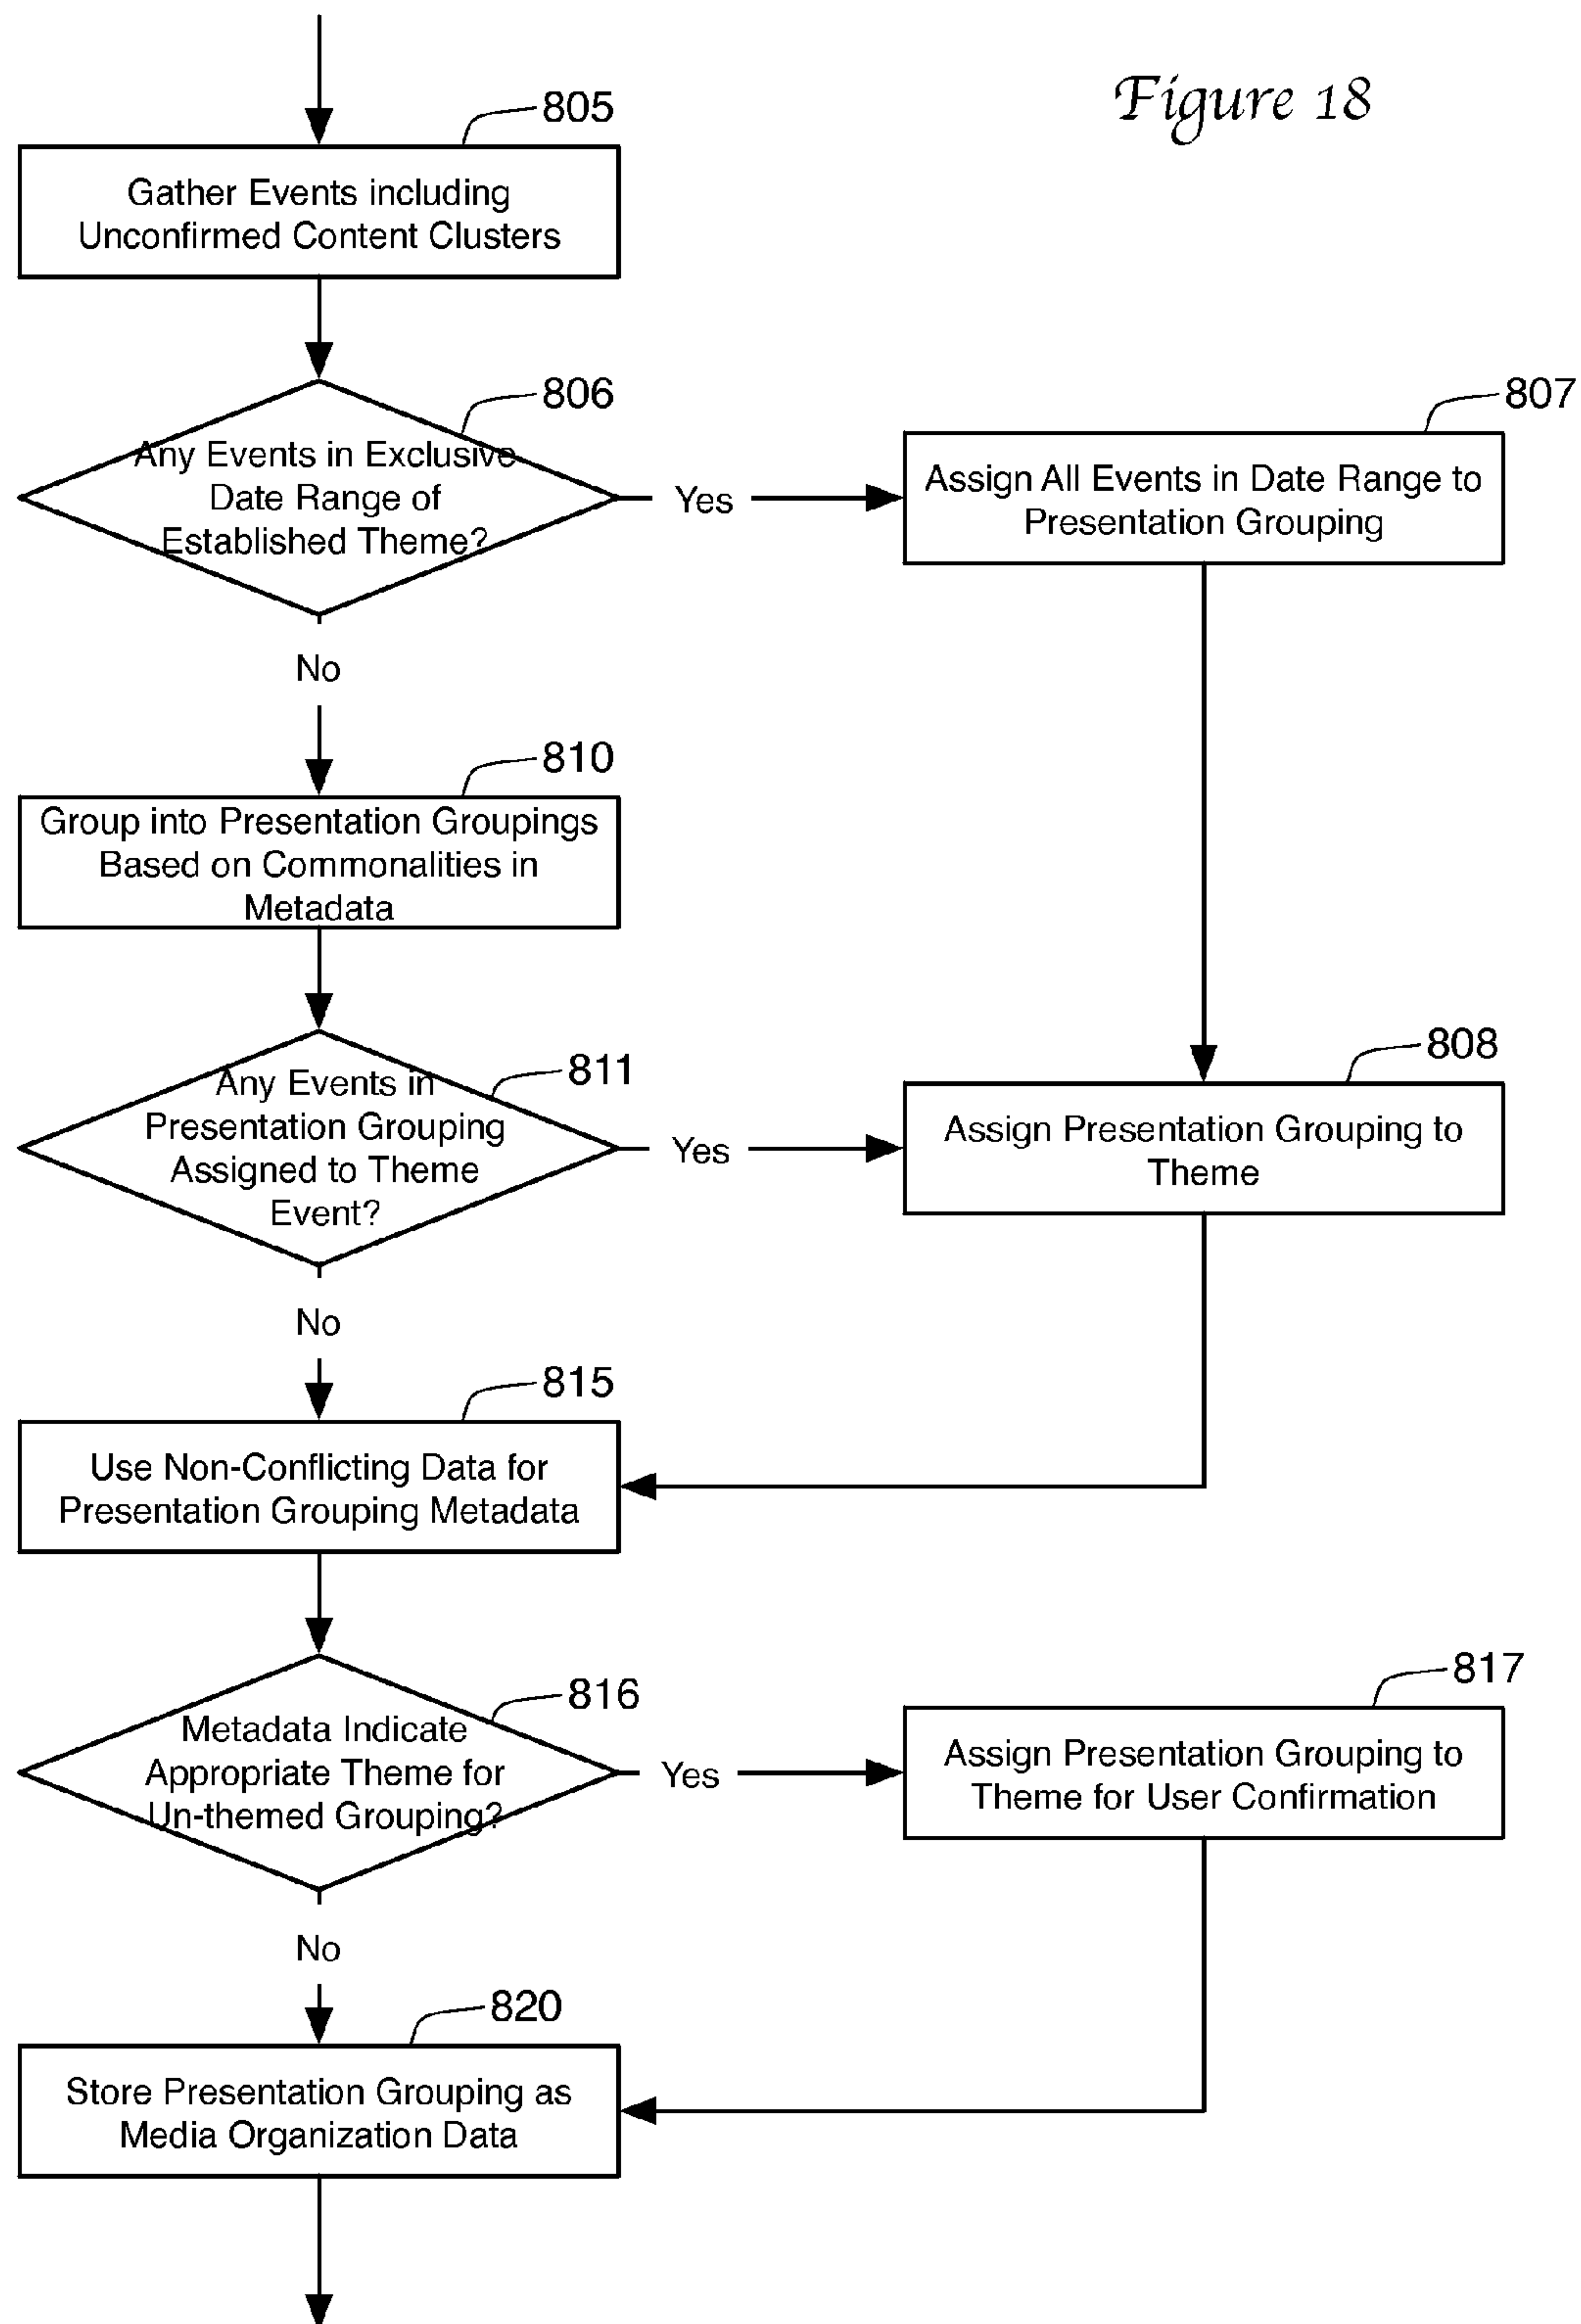 Figure 18
805
Gather Events including
Unconfirmed Content Clusters
806
Any Events in Exclusive
Date Range of
Established Theme?
Yes
807
Assign All Events in Date Range to
Presentation Grouping
No
810
Group into Presentation Groupings
Based on Commonalities in
Metadata
811
Any Events in
Presentation Grouping
Assigned to Theme
Event?
Yes
808
Assign Presentation Grouping to
Theme
No
815
Use Non-Conflicting Data for
Presentation Grouping Metadata
816
Metadata Indicate
Appropriate Theme for
Un-themed Grouping?
Yes
817
Assign Presentation Grouping to
Theme for User Confirmation
No
820
Store Presentation Grouping as
Media Organization Data